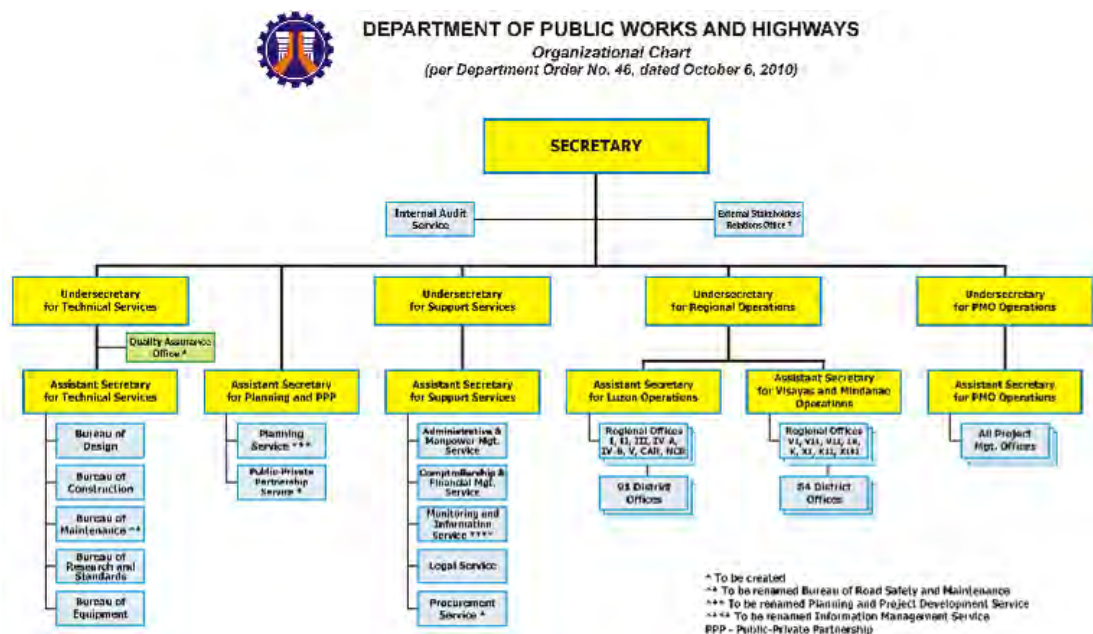 DEPARTMENT OF PUBLIC WORKS AND HIGHWAYS
Organizational Chart
(per Department Order No. 46, dated October 6, 2010)
SECRETARY
Internal Audit
Service
External Stakeholders
Relations Office *
Undersecretary
for Technical Services
Undersecretary
for Support Services
Undersecretary
for Regional Operations
Undersecretary
for PMO Operations
Quality Assurance
Office *
Assistant Secretary
for Technical Services
Assistant Secretary
for Planning and PPP
Assistant Secretary
for Support Services
Assistant Secretary
for Luzon Operations
Assistant Secretary
for Visayas and Mindanao
Operations
Assistant Secretary
for PMO Operations
Bureau of
Design
Bureau of
Construction
Bureau of
Maintenance **
Bureau of
Research and
Standards
Bureau of
Equipment
Planning
Service ***
Public-Private
Partnership
Service *
Administrative &
Manpower Mgt.
Service
Comptrollership &
Financial Mgt.
Service
Monitoring and
Information
Service ****
Legal Service
Procurement
Service *
Regional Offices
I, II, III, IV-A,
IV-B, V, CAR, NCR
District
Offices
Regional Offices
VI, VII, VIII, IX,
X, XI, XII, XIII
District
Offices
All Project
Mgt. Offices
* To be created
** To be renamed Bureau of Road Safety and Maintenance
*** To be renamed Planning and Project Development Service
**** To be renamed Information Management Service
PPP - Public-Private Partnership